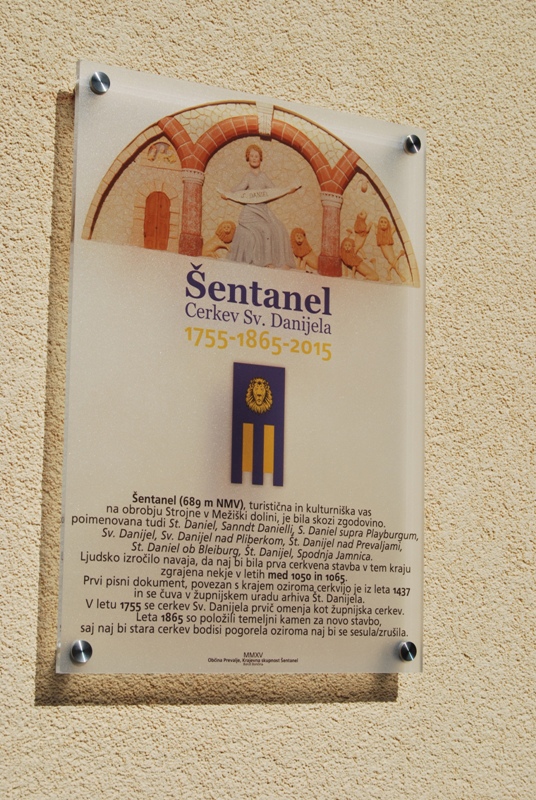 Šentanel
Cerkev Sv. Danijela
1755-1865-2015
Šentanel (689 m NMV), turistična in kulturniška vas
na obrobju Strojne v Mežiški dolini, je bila skozi zgodovino.
poimenovana tudi St. Daniel, Sanndt Danielli, S. Daniel supra Playburgum,
Sv. Danijel, Sv. Danijel nad Pliberkom, Št. Danijel nad Prevaljami,
St. Daniel ob Bleiburg, Št. Danijel, Spodnja Jamnica.
Ljudsko izročilo navaja, da naj bi bila prva cerkvena stavba v tem kraju
zgrajena nekje v letih med 1050 in 1065.
Prvi pisni dokument, povezan s krajem oziroma cerkvijo je iz leta 1437
in se čuva v župnijskem uradu arhiva Št. Danijela.
V letu 1755 se cerkev Sv. Danijela prvič omenja kot župnijska cerkev.
Leta 1865 so položili temeljni kamen za novo stavbo,
saj naj bi stara cerkev bodisi pogorela oziroma naj bi se sesula/zrušila.
MMXV
Občina Prevalje, Krajevna skupnost Šentanel